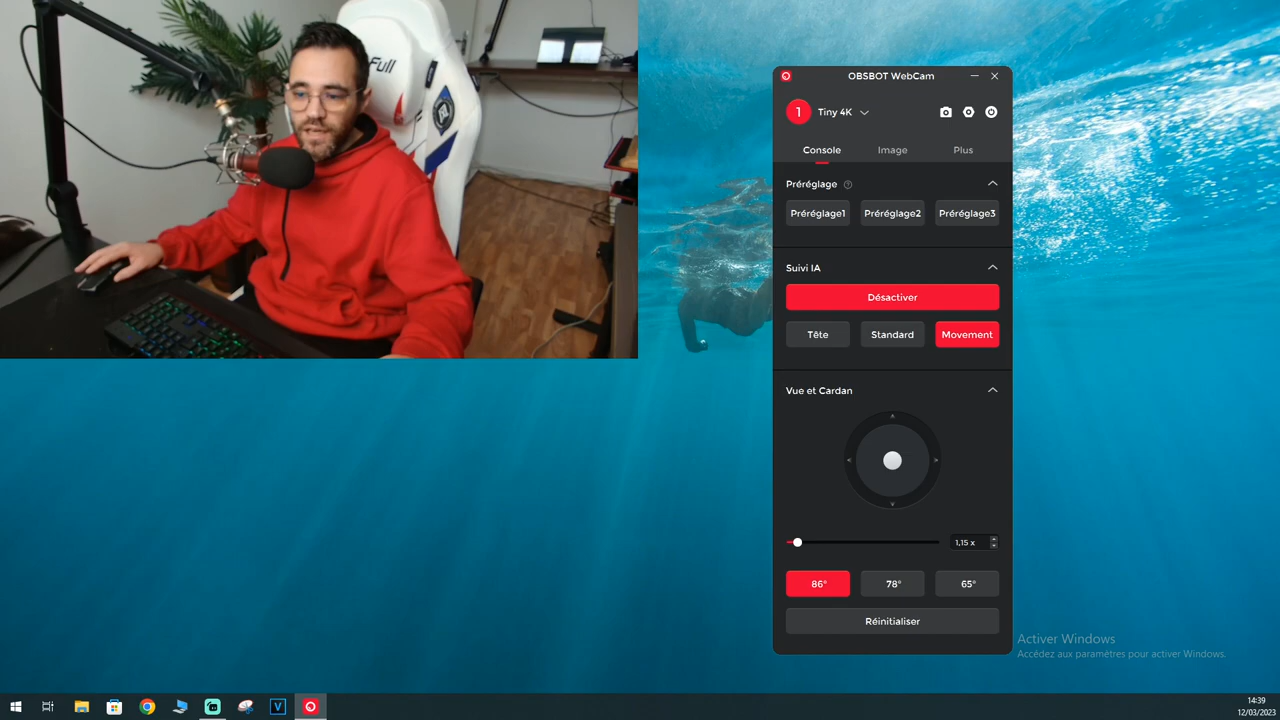 Full
OBSBOT WebCam
1
Tiny 4K
Console
Image
Plus
Préréglage
Préréglage1
Préréglage2
Préréglage3
Suivi IA
Désactiver
Tête
Standard
Movement
Vue et Cardan
1,15 x
86°
78°
65°
Réinitialiser
Activer Windows
Accédez aux paramètres pour activer Windows.
V
14:39
12/03/2023